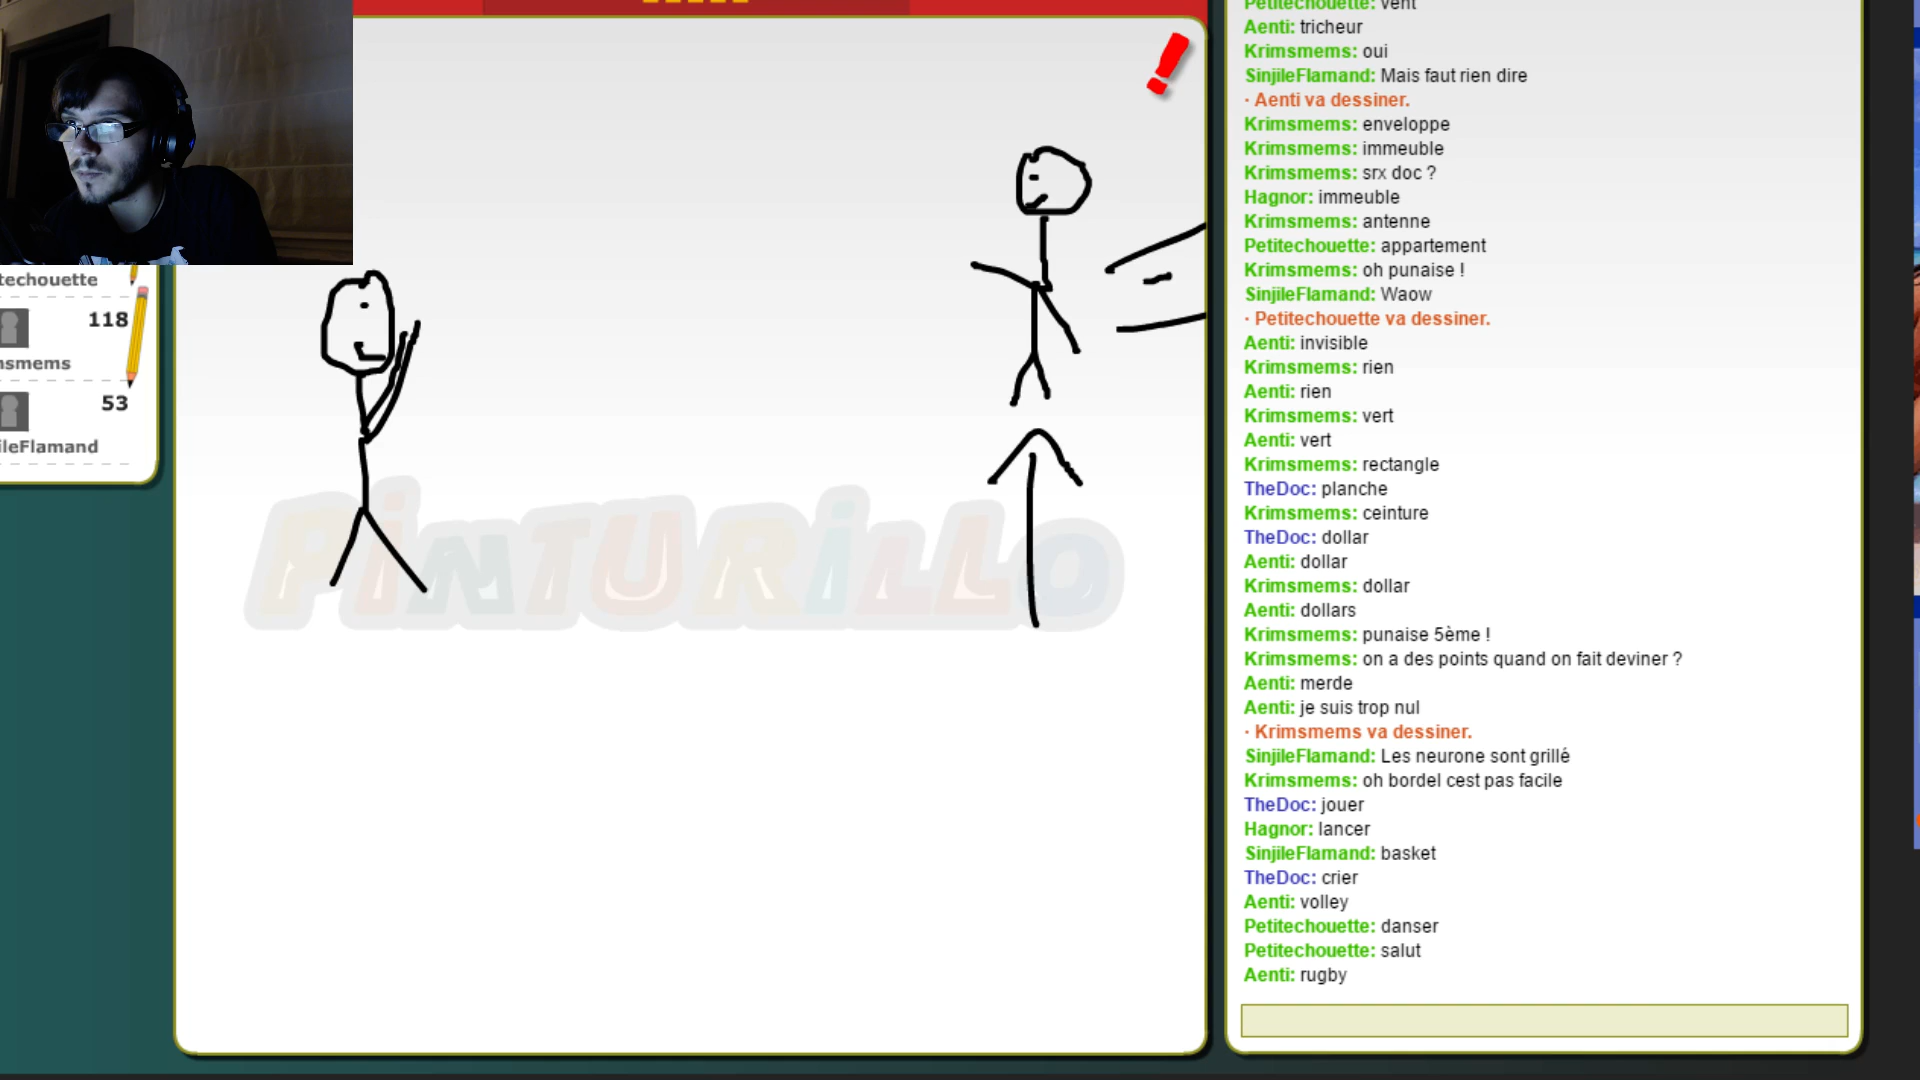 Petitechouette: vent
Aenti: tricheur
Krimsmems: oui
SinjileFlamand: Mais faut rien dire
· Aenti va dessiner.
Krimsmems: enveloppe
Krimsmems: immeuble
Krimsmems: srx doc ?
Hagnor: immeuble
Krimsmems: antenne
Petitechouette: appartement
Krimsmems: oh punaise !
SinjileFlamand: Waow
· Petitechouette va dessiner.
Aenti: invisible
Krimsmems: rien
Aenti: rien
Krimsmems: vert
Aenti: vert
Krimsmems: rectangle
TheDoc: planche
Krimsmems: ceinture
TheDoc: dollar
Aenti: dollar
Krimsmems: dollar
Aenti: dollars
Krimsmems: punaise 5ème !
Krimsmems: on a des points quand on fait deviner ?
Aenti: merde
Aenti: je suis trop nul
· Krimsmems va dessiner.
SinjileFlamand: Les neurone sont grillé
Krimsmems: oh bordel cest pas facile
TheDoc: jouer
Hagnor: lancer
SinjileFlamand: basket
TheDoc: crier
Aenti: volley
Petitechouette: danser
Petitechouette: salut
Aenti: rugby
techouette
118
nsmems
53
ileFlamand
PINTURILLO
!